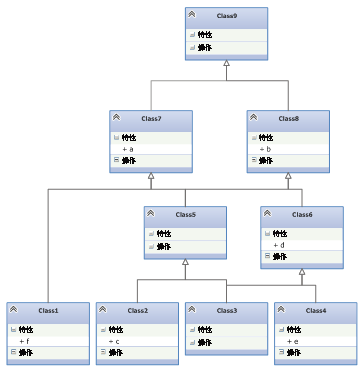 Class9
特性
操作
Class7
特性
+ a
操作
Class8
特性
+ b
操作
Class5
特性
操作
Class6
特性
+ d
操作
Class1
特性
+ f
操作
Class2
特性
+ c
操作
Class3
特性
操作
Class4
特性
+ e
操作